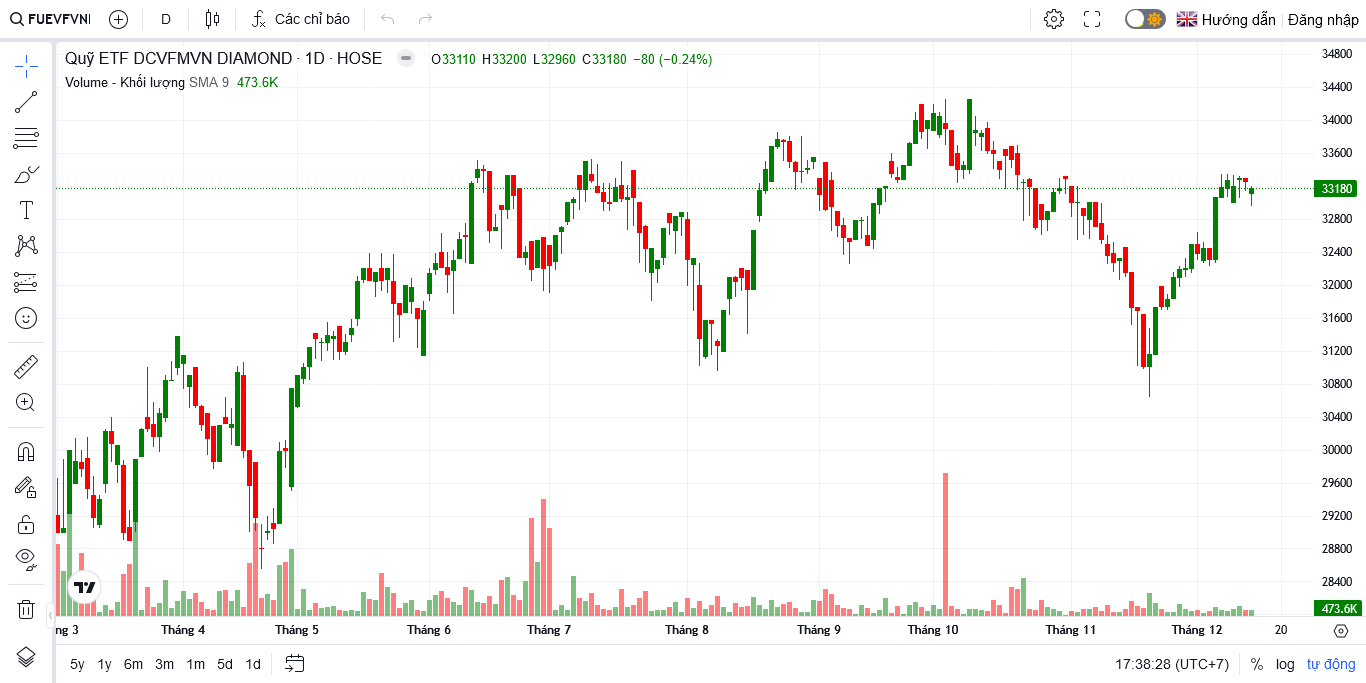 FUEVFVNI
D
Các chỉ báo
Hướng dẫn
Đăng nhập
Quỹ ETF DCVFMVN DIAMOND · 1D · HOSE O33110 H33200 L32960 C33180 −80 (−0.24%)
Volume - Khối lượng SMA 9 473.6K
34800
34400
34000
33600
33180
32800
32400
32000
31600
31200
30800
30400
30000
29600
29200
28800
28400
473.6K
ng 3 Tháng 4 Tháng 5 Tháng 6 Tháng 7 Tháng 8 Tháng 9 Tháng 10 Tháng 11 Tháng 12 20
5y 1y 6m 3m 1m 5d 1d
17:38:28 (UTC+7) % log tự động